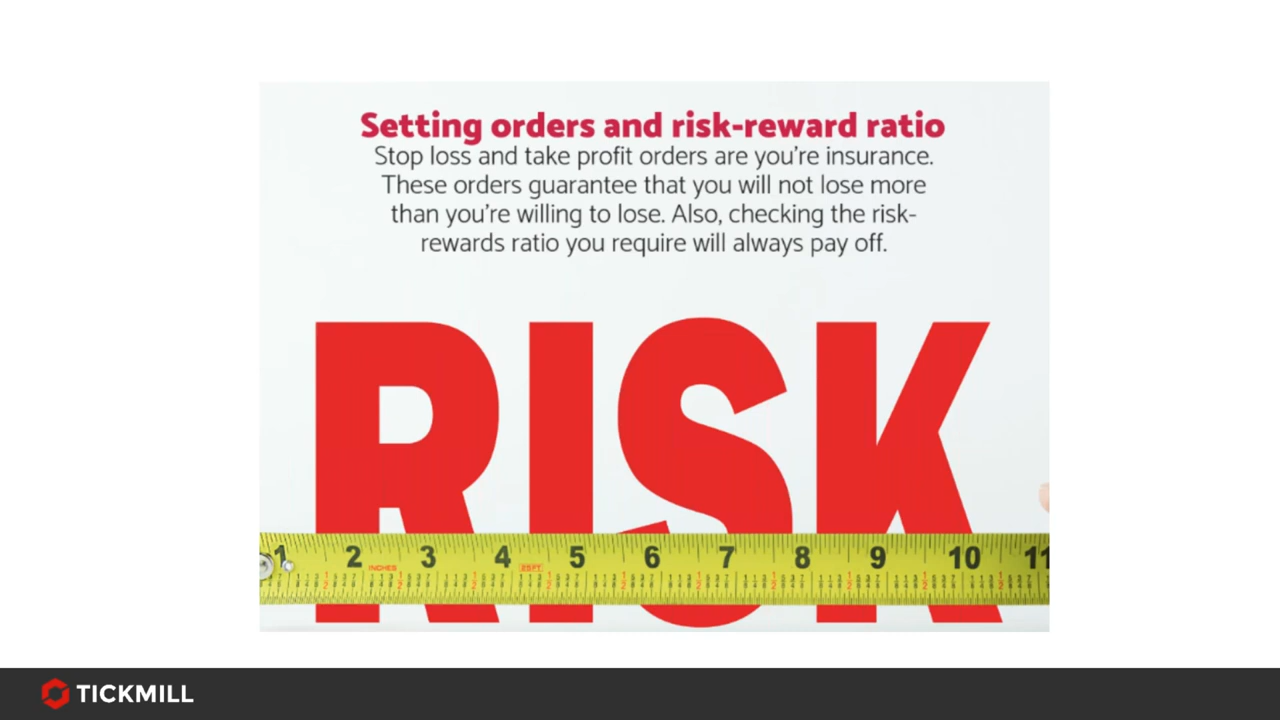 Setting orders and risk-reward ratio
Stop loss and take profit orders are you're insurance.
These orders guarantee that you will not lose more
than you're willing to lose. Also, checking the risk-
rewards ratio you require will always pay off.
RISK
1 2 3 4 5 6 7 8 9 10 11
INCHES 25FT
TICKMILL